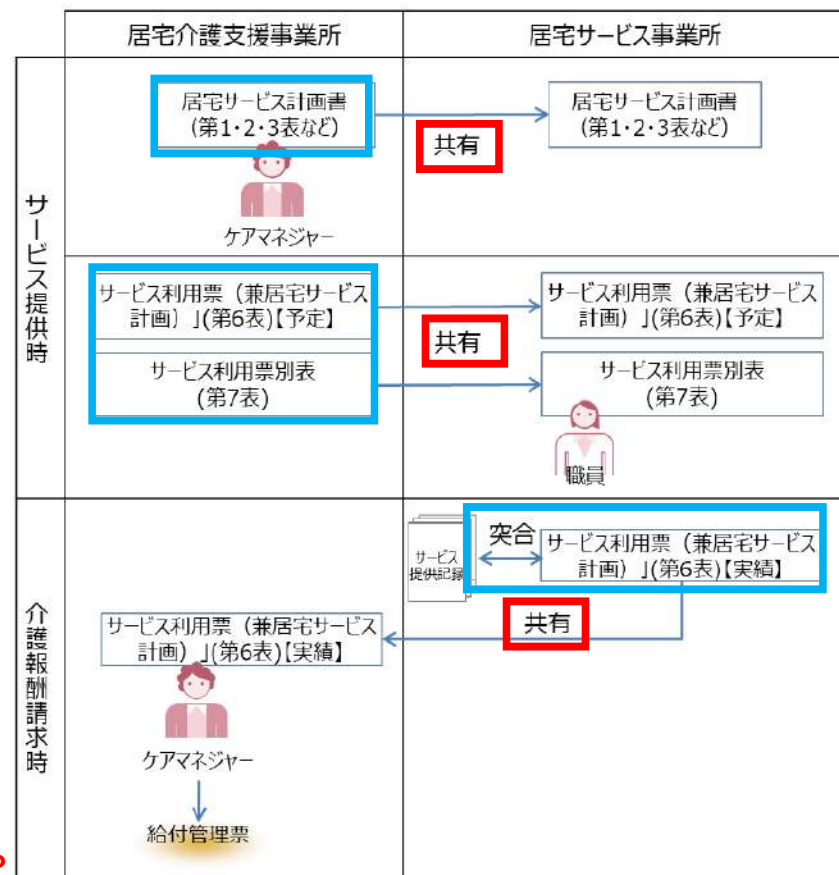 居宅介護支援事業所
居宅サービス事業所
サービス提供時
居宅サービス計画書
(第1・2・3表など)
共有
居宅サービス計画書
(第1・2・3表など)
ケアマネジャー
サービス利用票（兼居宅サービス
計画）」(第6表)【予定】
共有
サービス利用票（兼居宅サービス
計画）」(第6表)【予定】
サービス利用票別表
(第7表)
サービス利用票別表
(第7表)
職員
介護報酬請求時
サービス
提供記録
突合
サービス利用票（兼居宅サービス
計画）」(第6表)【実績】
共有
サービス利用票（兼居宅サービス
計画）」(第6表)【実績】
ケアマネジャー
給付管理票
。